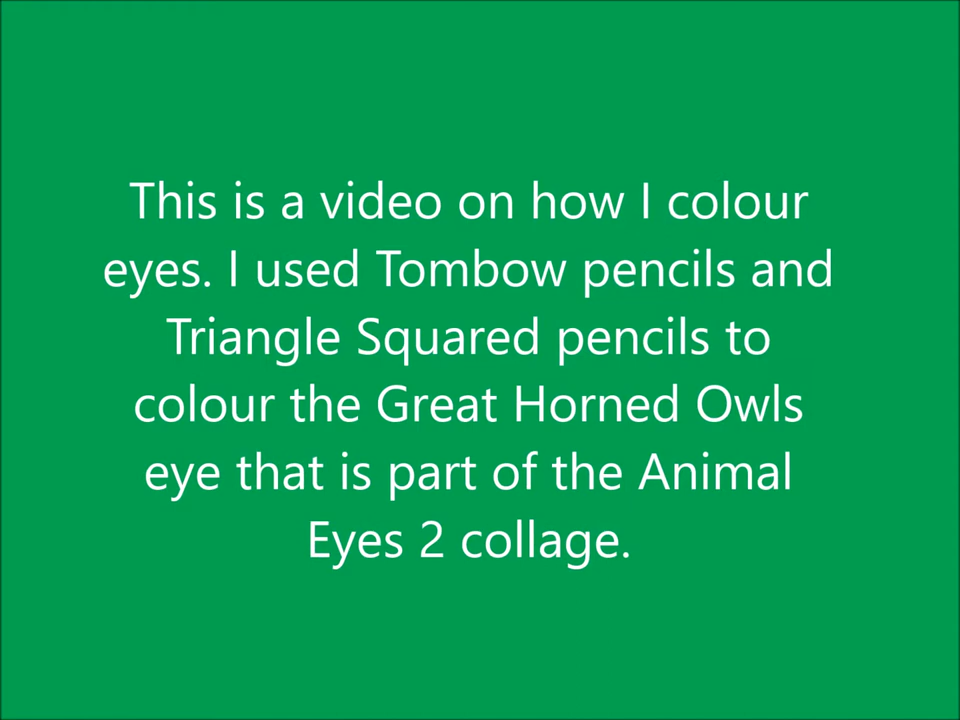 This is a video on how I colour
eyes. I used Tombow pencils and
Triangle Squared pencils to
colour the Great Horned Owls
eye that is part of the Animal
Eyes 2 collage.